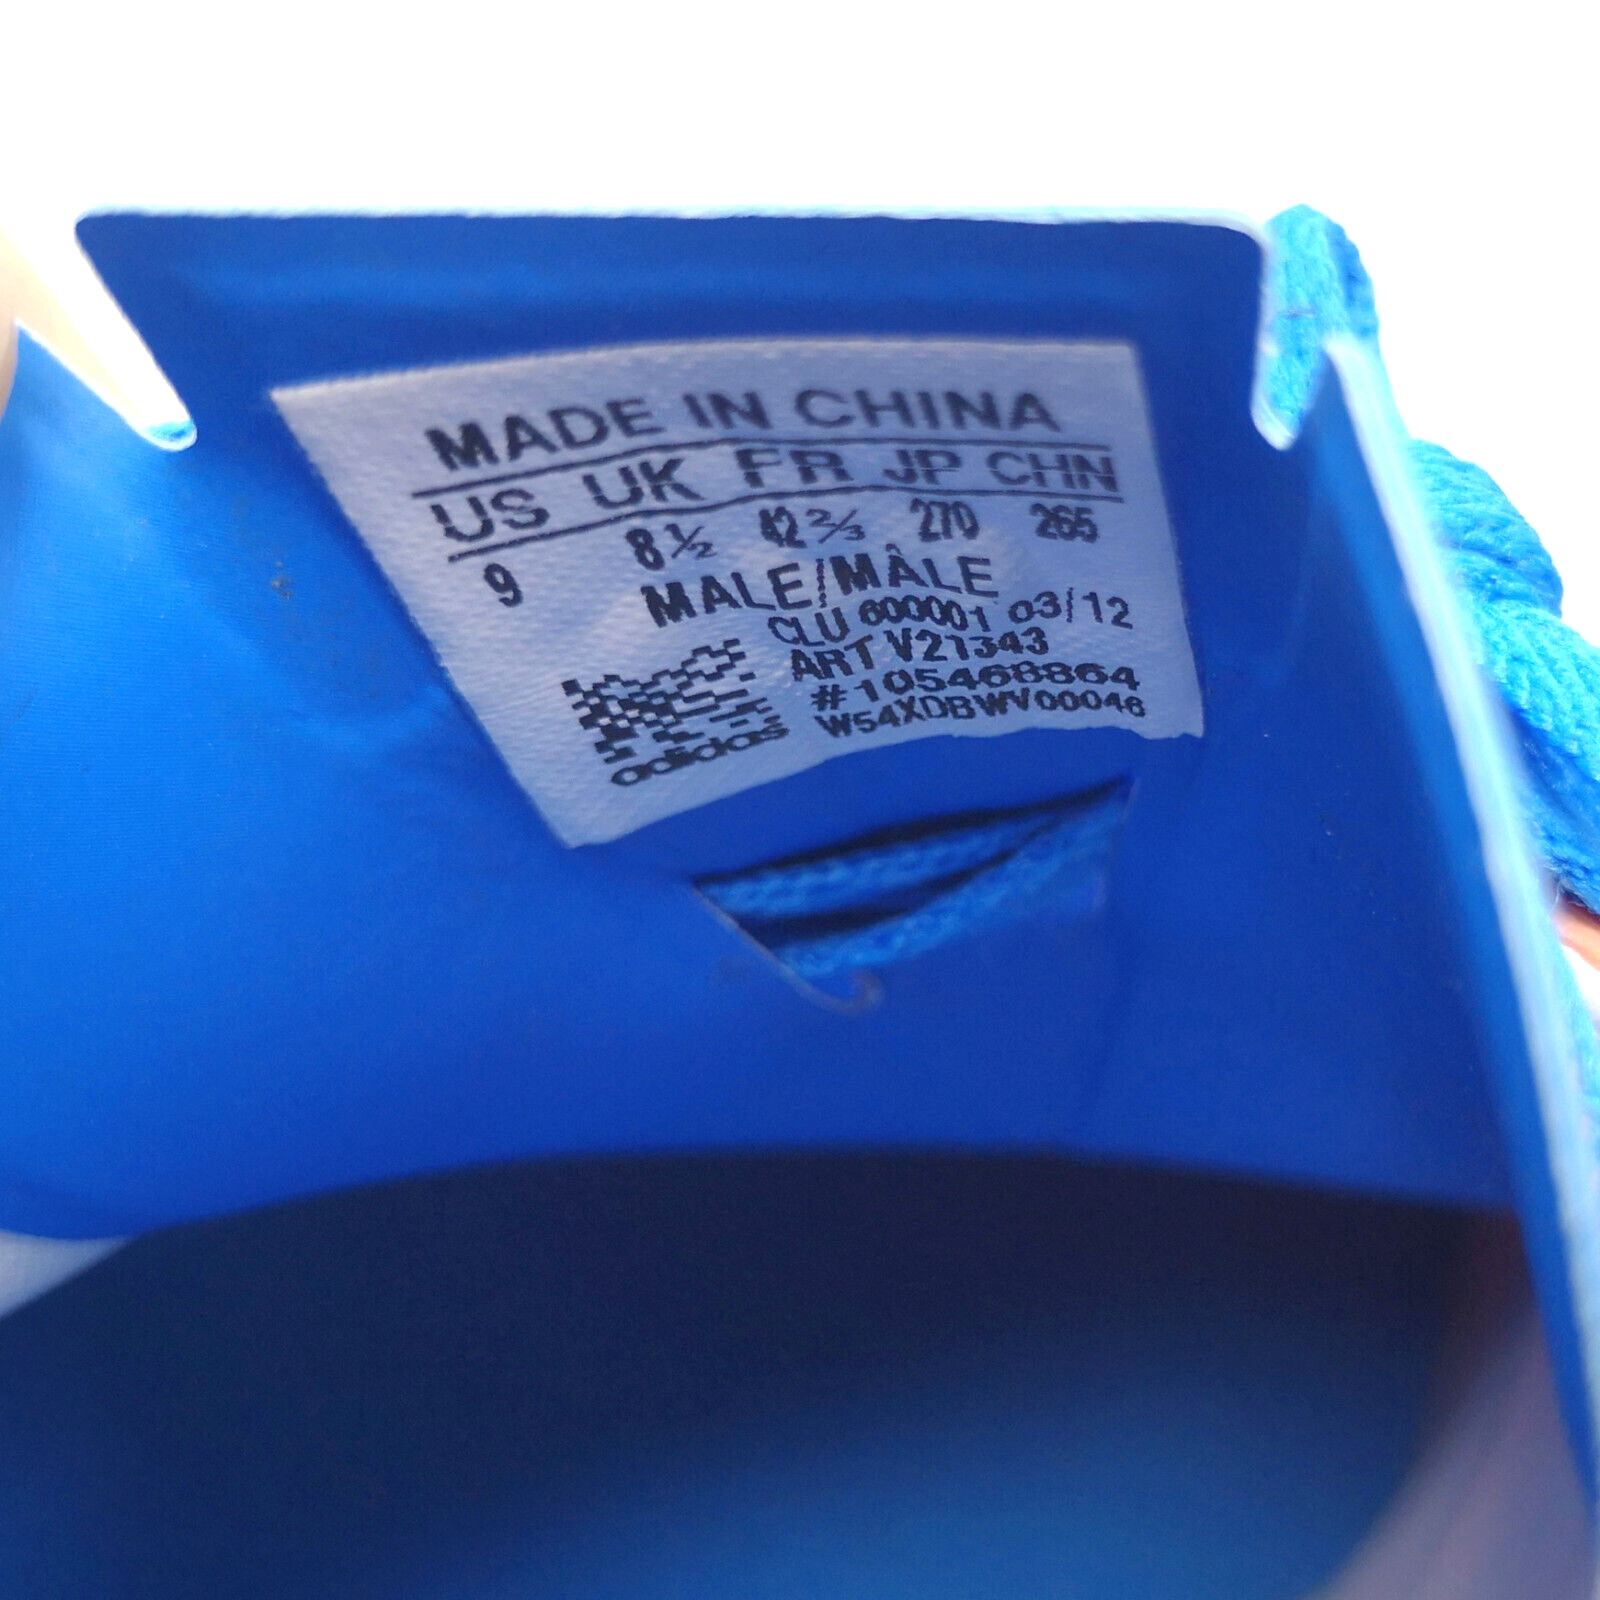 MADE IN CHINA
US UK FR JP CHN
9 8½ 42⅔ 270 265
MALE/MÂLE
CLU 600001 03/12
ART V21343
#105468864
W54XDBWV00046
adidas